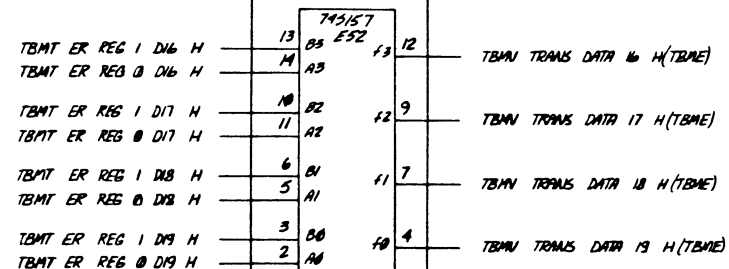 74S157
E52
TBMT ER REG 1 D16 H 13 B3 f3 12 TBMN TRANS DATA 16 H(TBME)
TBMT ER REG 0 D16 H 14 A3
TBMT ER REG 1 D17 H 10 B2 f2 9 TBMN TRANS DATA 17 H(TBME)
TBMT ER REG 0 D17 H 11 A2
TBMT ER REG 1 D18 H 6 B1 f1 7 TBMN TRANS DATA 18 H(TBME)
TBMT ER REG 0 D18 H 5 A1
TBMT ER REG 1 D19 H 3 B0 f0 4 TBMN TRANS DATA 19 H(TBME)
TBMT ER REG 0 D19 H 2 A0